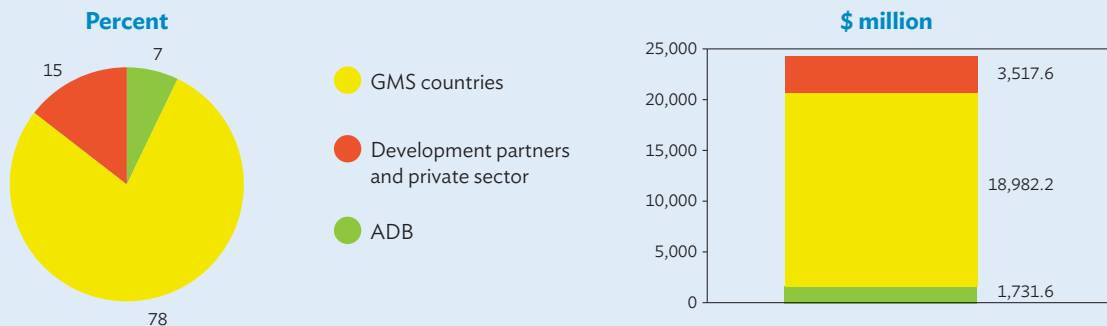 Percent
7
15
78
GMS countries
Development partners
and private sector
ADB
$ million
25,000
20,000
15,000
10,000
5,000
0
3,517.6
18,982.2
1,731.6